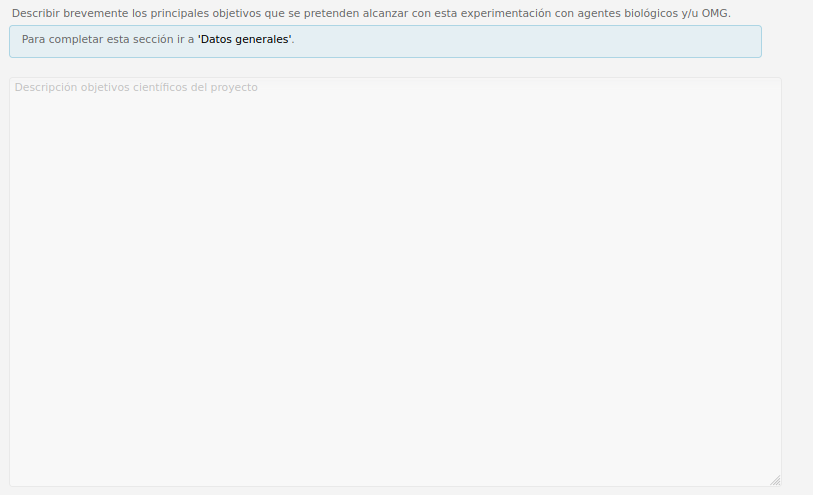 Describir brevemente los principales objetivos que se pretenden alcanzar con esta experimentación con agentes biológicos y/u OMG.
Para completar esta sección ir a 'Datos generales'.
Descripción objetivos científicos del proyecto